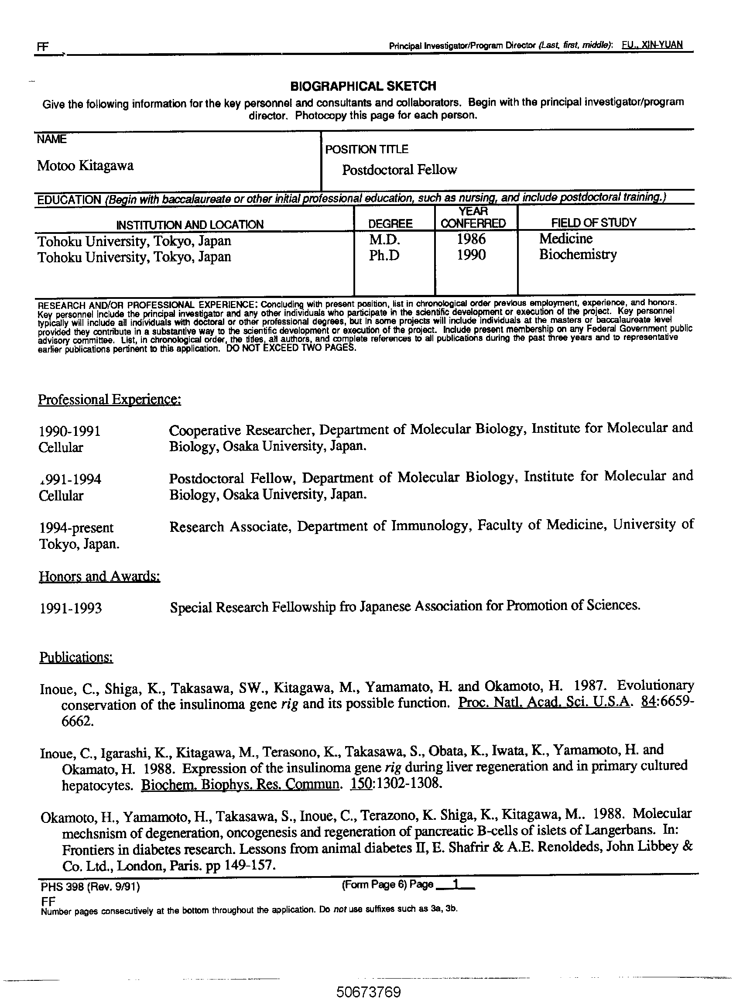 FF
Principal Investigator/Program Director (Last, first, middle): FU., XIN-YUAN
BIOGRAPHICAL SKETCH
Give the following information for the key personnel and consultants and collaborators. Begin with the principal investigator/program
director. Photocopy this page for each person.
NAME
POSITION TITLE
Motoo Kitagawa
Postdoctoral Fellow
EDUCATION (Begin with baccalaureate or other initial professional education, such as nursing, and include postdoctoral training.)
INSTITUTION AND LOCATION
DEGREE
YEAR
CONFERRED
FIELD OF STUDY
Tohoku University, Tokyo, Japan M.D. 1986 Medicine
Tohoku University, Tokyo, Japan Ph.D 1990 Biochemistry
RESEARCH AND/OR PROFESSIONAL EXPERIENCE: Concluding with present position, list in chronological order previous employment, experience, and honors.
Key personnel include the principal investigator and any other individuals who participate in the scientific development or execution of the project. Key personnel
typically will include all individuals with doctoral or other professional degrees, but in some projects will include individuals at the masters or baccalaureate level
provided they contribute in a substantive way to the scientific development or execution of the project. Include present membership on any Federal Government public
advisory committee. List, in chronological order, the titles, all authors, and complete references to all publications during the past three years and to representative
earlier publications pertinent to this application. DO NOT EXCEED TWO PAGES.
Professional Experience:
1990-1991 Cooperative Researcher, Department of Molecular Biology, Institute for Molecular and
Cellular Biology, Osaka University, Japan.
.991-1994 Postdoctoral Fellow, Department of Molecular Biology, Institute for Molecular and
Cellular Biology, Osaka University, Japan.
1994-present Research Associate, Department of Immunology, Faculty of Medicine, University of
Tokyo, Japan.
Honors and Awards:
1991-1993 Special Research Fellowship fro Japanese Association for Promotion of Sciences.
Publications:
Inoue, C., Shiga, K., Takasawa, SW., Kitagawa, M., Yamamato, H. and Okamoto, H. 1987. Evolutionary
conservation of the insulinoma gene rig and its possible function. Proc. Natl. Acad. Sci. U.S.A. 84:6659-
6662.
Inoue, C., Igarashi, K., Kitagawa, M., Terasono, K., Takasawa, S., Obata, K., Iwata, K., Yamamoto, H. and
Okamato, H. 1988. Expression of the insulinoma gene rig during liver regeneration and in primary cultured
hepatocytes. Biochem. Biophys. Res. Commun. 150:1302-1308.
Okamoto, H., Yamamoto, H., Takasawa, S., Inoue, C., Terazono, K. Shiga, K., Kitagawa, M.. 1988. Molecular
mechsnism of degeneration, oncogenesis and regeneration of pancreatic B-cells of islets of Langerbans. In:
Frontiers in diabetes research. Lessons from animal diabetes II, E. Shafrir & A.E. Renoldeds, John Libbey &
Co. Ltd., London, Paris. pp 149-157.
PHS 398 (Rev. 9/91) (Form Page 6) Page 1
FF
Number pages consecutively at the bottom throughout the application. Do not use suffixes such as 3a, 3b.
50673769